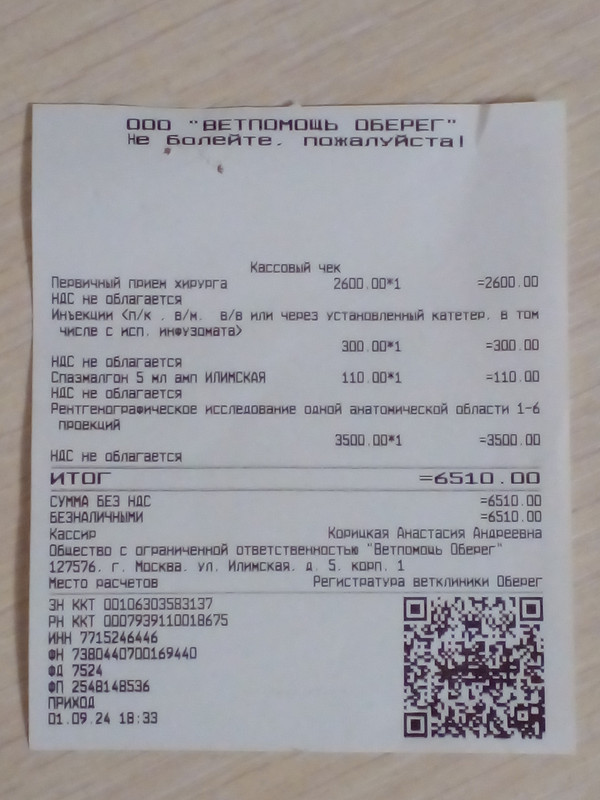 ООО "ВЕТПОМОЩЬ ОБЕРЕГ"
Не болейте, пожалуйста!
Кассовый чек
Первичный прием хирурга 2600.00*1 =2600.00
НДС не облагается
Инъекции <п/к , в/м, в/в или через установленный катетер, в том
числе с исп. инфузомата>
300.00*1 =300.00
НДС не облагается
Спазмалгон 5 мл амп ИЛИМСКАЯ 110.00*1 =110.00
НДС не облагается
Рентгенографическое исследование одной анатомической области 1-6
проекций
3500.00*1 =3500.00
НДС не облагается
ИТОГ =6510.00
СУММА БЕЗ НДС =6510.00
БЕЗНАЛИЧНЫМИ =6510.00
Кассир Корицкая Анастасия Андреевна
Общество с ограниченной ответственностью "Ветпомощь Оберег"
127576, г. Москва, ул. Илимская, д. 5, корп. 1
Место расчетов Регистратура ветклиники Оберег
ЗН ККТ 00106303583137
РН ККТ 0007939110018675
ИНН 7715246446
ФН 7380440700169440
ФД 7524
ФП 2548148536
ПРИХОД
01.09.24 18:33